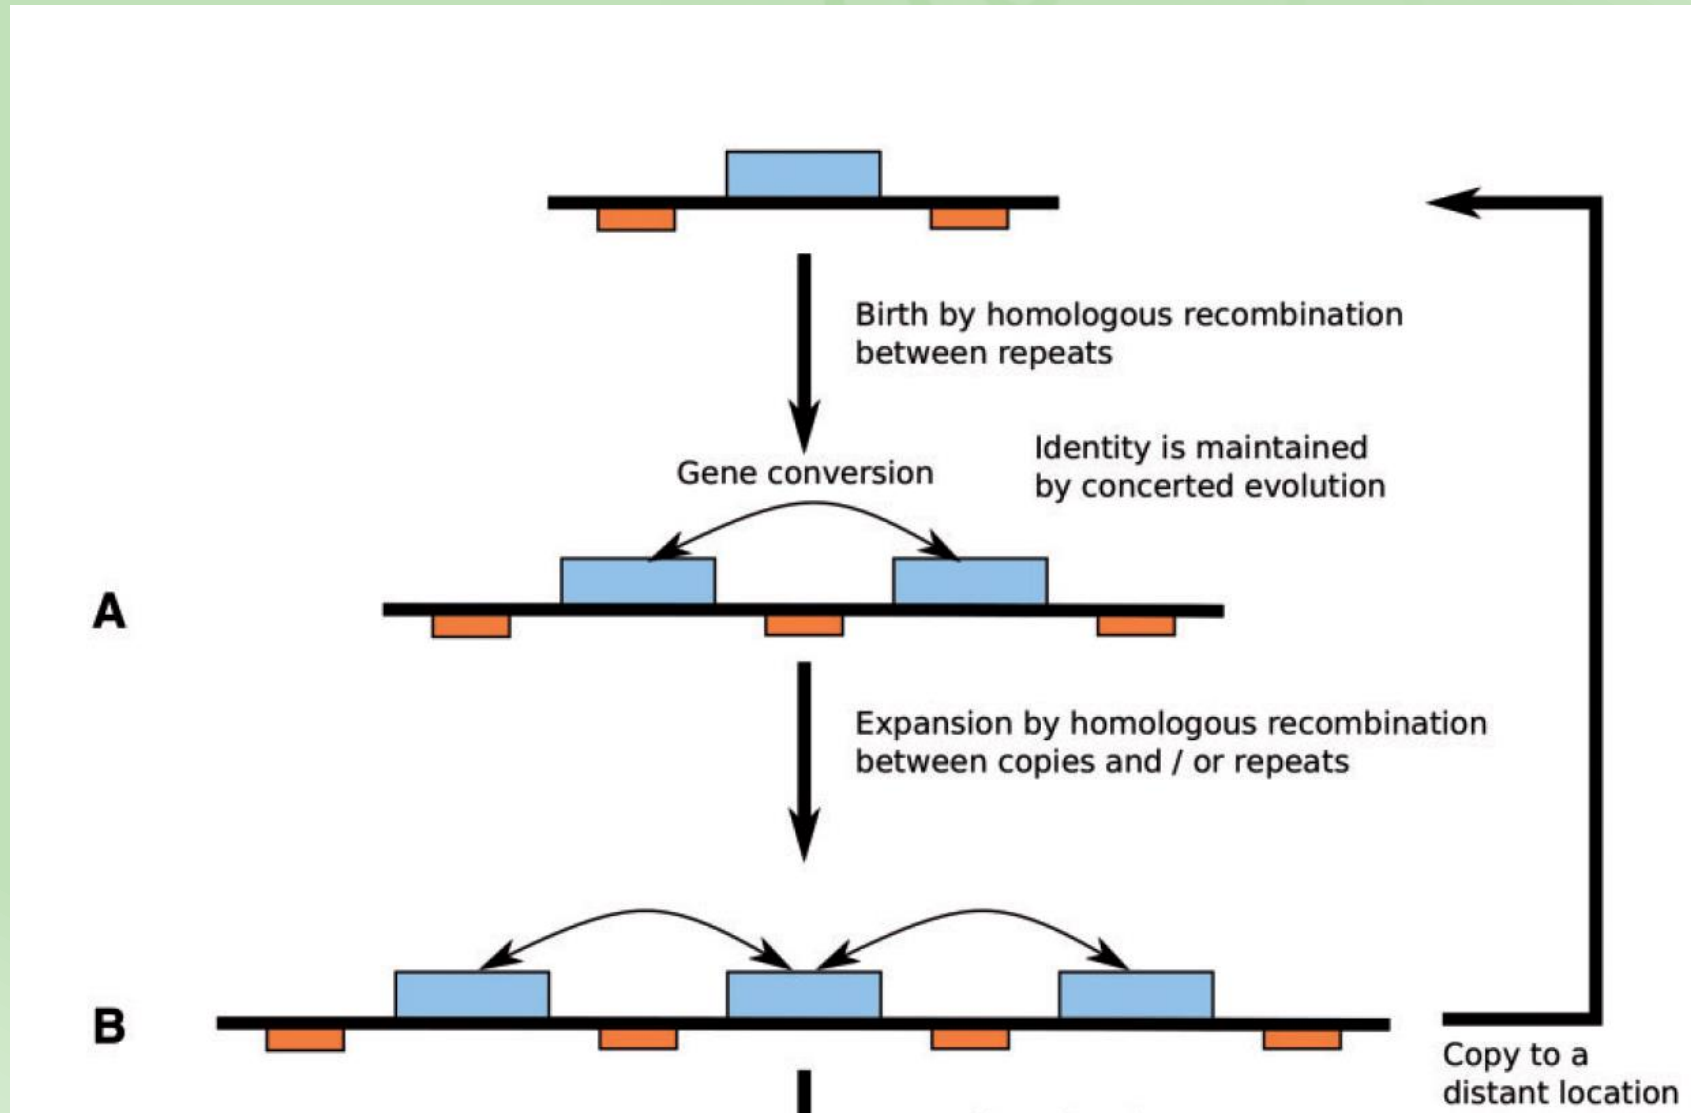 Birth by homologous recombination
between repeats
Gene conversion
Identity is maintained
by concerted evolution
A
Expansion by homologous recombination
between copies and / or repeats
B
Copy to a
distant location